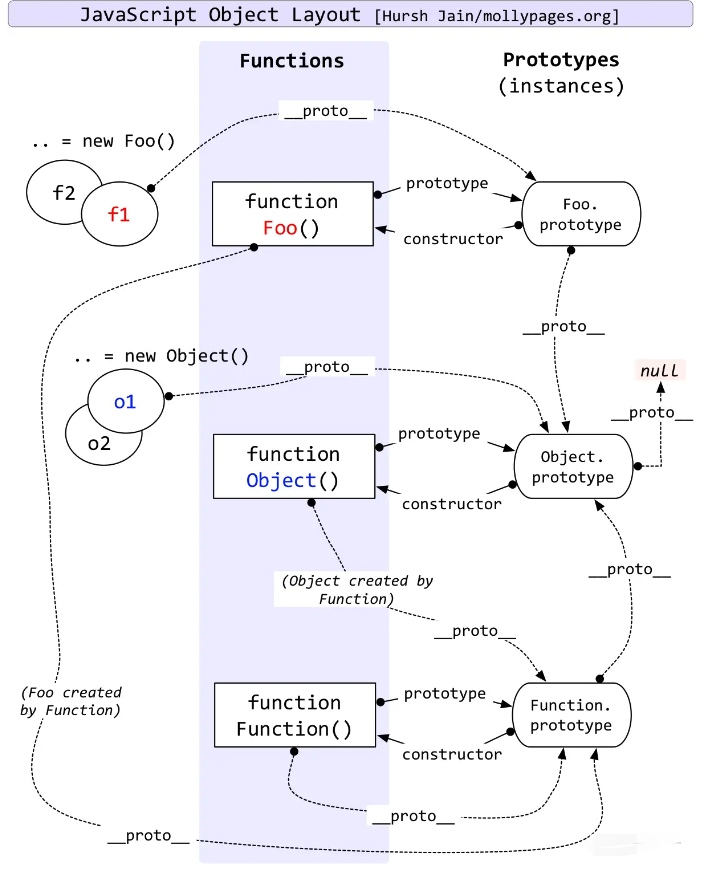 JavaScript Object Layout [Hursh Jain/mollypages.org]
Functions
Prototypes
(instances)
__proto__
.. = new Foo()
f2
f1
function
Foo()
prototype
constructor
Foo.
prototype
__proto__
.. = new Object()
__proto__
null
__proto__
o1
o2
function
Object()
prototype
constructor
Object.
prototype
(Object created by
Function)
__proto__
__proto__
(Foo created
by Function)
function
Function()
prototype
constructor
Function.
prototype
__proto__
__proto__